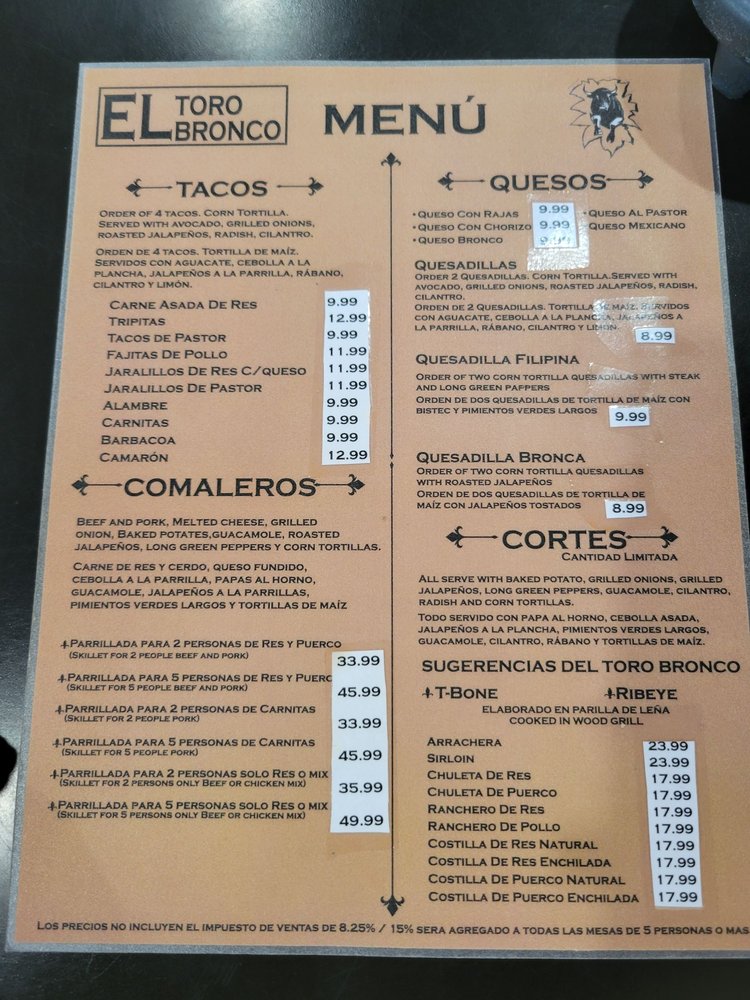 EL TORO BRONCO
MENÚ
TACOS
ORDER OF 4 TACOS. CORN TORTILLA.
SERVED WITH AVOCADO, GRILLED ONIONS,
ROASTED JALAPEÑOS, RADISH, CILANTRO.
ORDEN DE 4 TACOS. TORTILLA DE MAÍZ.
SERVIDOS CON AGUACATE, CEBOLLA A LA
PLANCHA, JALAPEÑOS A LA PARRILLA, RÁBANO,
CILANTRO Y LIMÓN.
CARNE ASADA DE RES 9.99
TRIPITAS 12.99
TACOS DE PASTOR 9.99
FAJITAS DE POLLO 11.99
JARALILLOS DE RES C/QUESO 11.99
JARALILLOS DE PASTOR 11.99
ALAMBRE 9.99
CARNITAS 9.99
BARBACOA 9.99
CAMARÓN 12.99
COMALEROS
BEEF AND PORK, MELTED CHEESE, GRILLED
ONION, BAKED POTATES,GUACAMOLE, ROASTED
JALAPEÑOS, LONG GREEN PEPPERS Y CORN TORTILLAS.
CARNE DE RES Y CERDO, QUESO FUNDIDO,
CEBOLLA A LA PARRILLA, PAPAS AL HORNO,
GUACAMOLE, JALAPEÑOS A LA PARRILLAS,
PIMIENTOS VERDES LARGOS Y TORTILLAS DE MAÍZ
PARRILLADA PARA 2 PERSONAS DE RES Y PUERCO
(SKILLET FOR 2 PEOPLE BEEF AND PORK) 33.99
PARRILLADA PARA 5 PERSONAS DE RES Y PUERC
(SKILLET FOR 5 PEOPLE BEEF AND PORK) 45.99
PARRILLADA PARA 2 PERSONAS DE CARNITAS
(SKILLET FOR 2 PEOPLE PORK) 33.99
PARRILLADA PARA 5 PERSONAS DE CARNITAS
(SKILLET FOR 5 PEOPLE PORK) 45.99
PARRILLADA PARA 2 PERSONAS SOLO RES O MIX
(SKILLET FOR 2 PERSONS ONLY BEEF OR CHICKEN MIX) 35.99
PARRILLADA PARA 5 PERSONAS SOLO RES O MIX
(SKILLET FOR 5 PERSONS ONLY BEEF OR CHICKEN MIX) 49.99
QUESOS
• QUESO CON RAJAS 9.99 • QUESO AL PASTOR
• QUESO CON CHORIZO 9.99 QUESO MEXICANO
• QUESO BRONCO 9.99
QUESADILLAS
ORDER 2 QUESADILLAS. CORN TORTILLA.SERVED WITH
AVOCADO, GRILLED ONIONS, ROASTED JALAPEÑOS, RADISH,
CILANTRO.
ORDEN DE 2 QUESADILLAS. TORTILLA DE MAÍZ. SERVIDOS
CON AGUACATE, CEBOLLA A LA PLANCHA, JALAPEÑOS A
LA PARRILLA, RÁBANO, CILANTRO Y LIMÓN.
8.99
QUESADILLA FILIPINA
ORDER OF TWO CORN TORTILLA QUESADILLAS WITH STEAK
AND LONG GREEN PAPPERS
ORDEN DE DOS QUESADILLAS DE TORTILLA DE MAÍZ CON
BISTEC Y PIMIENTOS VERDES LARGOS 9.99
QUESADILLA BRONCA
ORDER OF TWO CORN TORTILLA QUESADILLAS
WITH ROASTED JALAPEÑOS
ORDEN DE DOS QUESADILLAS DE TORTILLA DE
MAÍZ CON JALAPEÑOS TOSTADOS 8.99
CORTES
CANTIDAD LIMITADA
ALL SERVE WITH BAKED POTATO, GRILLED ONIONS, GRILLED
JALAPEÑOS, LONG GREEN PEPPERS, GUACAMOLE, CILANTRO,
RADISH AND CORN TORTILLAS.
TODO SERVIDO CON PAPA AL HORNO, CEBOLLA ASADA,
JALAPEÑOS A LA PLANCHA, PIMIENTOS VERDES LARGOS,
GUACAMOLE, CILANTRO, RÁBANO Y TORTILLAS DE MAÍZ.
SUGERENCIAS DEL TORO BRONCO
T-BONE RIBEYE
ELABORADO EN PARILLA DE LEÑA
COOKED IN WOOD GRILL
ARRACHERA 23.99
SIRLOIN 23.99
CHULETA DE RES 17.99
CHULETA DE PUERCO 17.99
RANCHERO DE RES 17.99
RANCHERO DE POLLO 17.99
COSTILLA DE RES NATURAL 17.99
COSTILLA DE RES ENCHILADA 17.99
COSTILLA DE PUERCO NATURAL 17.99
COSTILLA DE PUERCO ENCHILADA 17.99
LOS PRECIOS NO INCLUYEN EL IMPUESTO DE VENTAS DE 8.25% / 15% SERA AGREGADO A TODAS LAS MESAS DE 5 PERSONAS O MAS